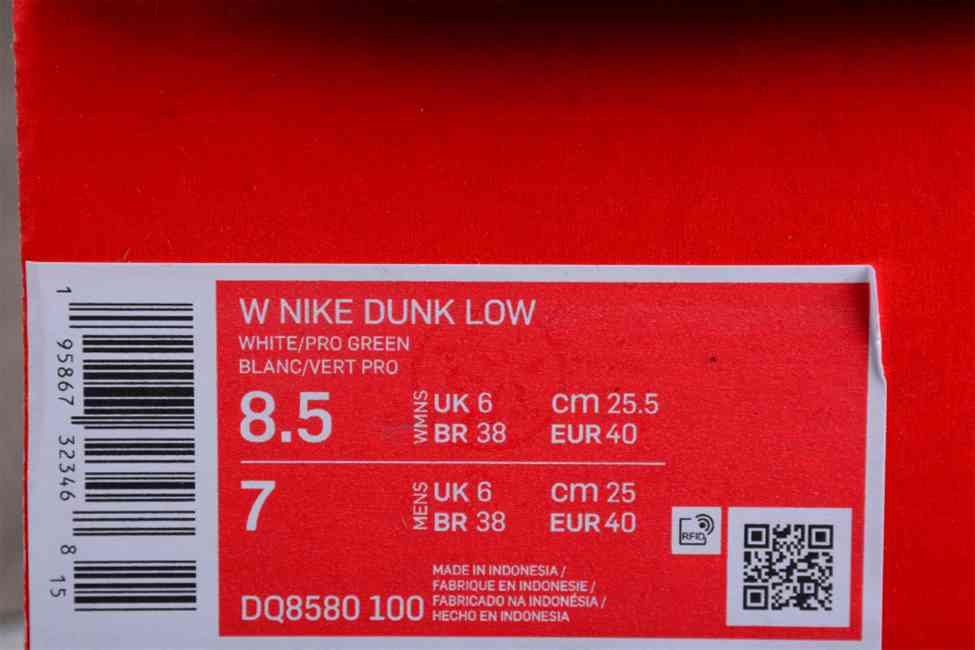 W NIKE DUNK LOW
WHITE/PRO GREEN
BLANC/VERT PRO
8.5 WMNS UK 6 cm 25.5
BR 38 EUR 40
7 MENS UK 6 cm 25
BR 38 EUR 40
RFID
MADE IN INDONESIA /
FABRIQUE EN INDONESIE /
FABRICADO NA INDONÉSIA /
HECHO EN INDONESIA
DQ8580 100
1 95867 32346 8 15